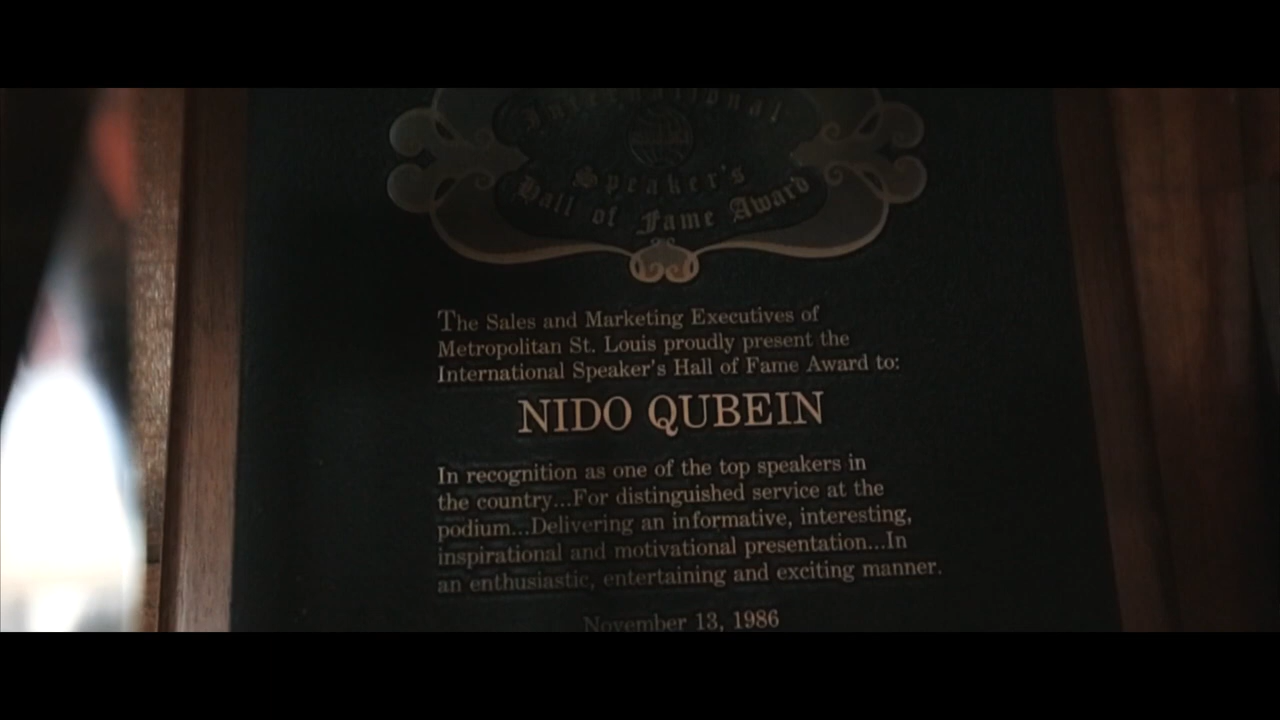 International
Speaker's
Hall of Fame Award
The Sales and Marketing Executives of
Metropolitan St. Louis proudly present the
International Speaker's Hall of Fame Award to:
NIDO QUBEIN
In recognition as one of the top speakers in
the country...For distinguished service at the
podium...Delivering an informative, interesting,
inspirational and motivational presentation...In
an enthusiastic, entertaining and exciting manner.
November 13, 1986